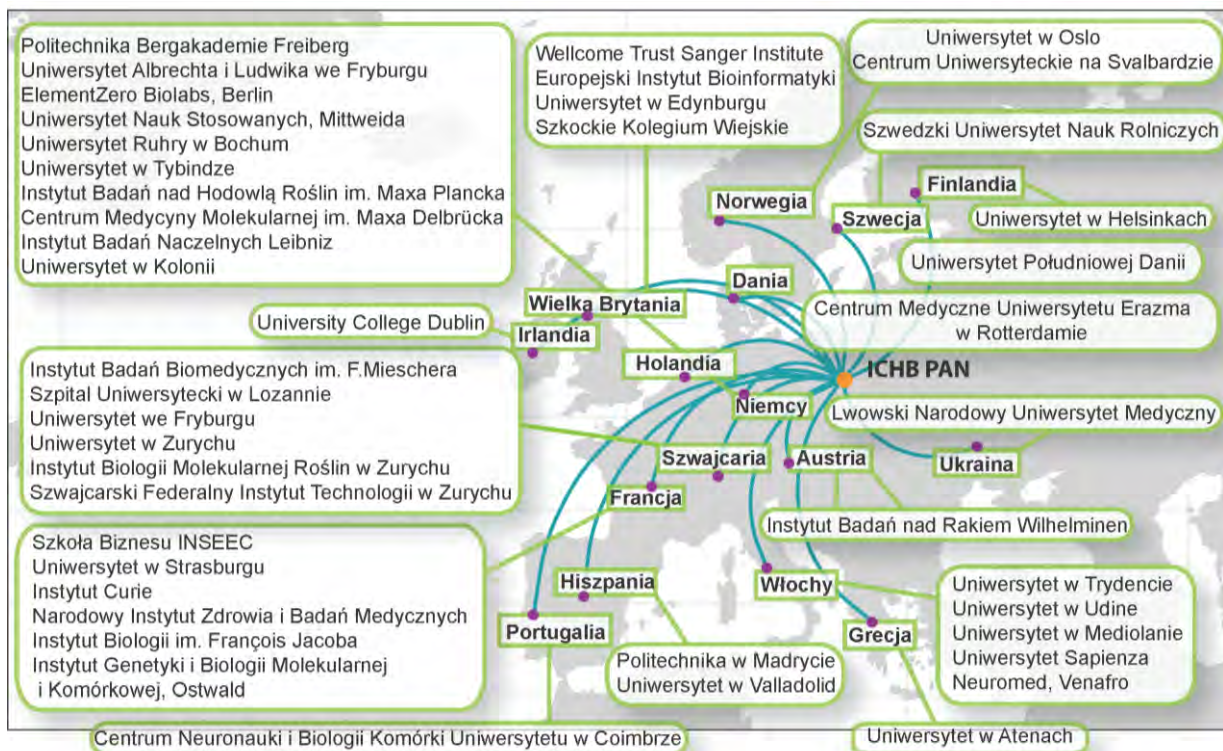 Politechnika Bergakademie Freiberg
Uniwersytet Albrechta i Ludwika we Fryburgu
ElementZero Biolabs, Berlin
Uniwersytet Nauk Stosowanych, Mittweida
Uniwersytet Ruhry w Bochum
Uniwersytet w Tybindze
Instytut Badań nad Hodowlą Roślin im. Maxa Plancka
Centrum Medycyny Molekularnej im. Maxa Delbrücka
Instytut Badań Naczelnych Leibniz
Uniwersytet w Kolonii
Wellcome Trust Sanger Institute
Europejski Instytut Bioinformatyki
Uniwersytet w Edynburgu
Szkockie Kolegium Wiejskie
Uniwersytet w Oslo
Centrum Uniwersyteckie na Svalbardzie
Szwedzki Uniwersytet Nauk Rolniczych
Finlandia
Norwegia
Szwecja
Uniwersytet w Helsinkach
Uniwersytet Południowej Danii
Dania
Wielka Brytania
Centrum Medyczne Uniwersytetu Erazma
w Rotterdamie
University College Dublin
Irlandia
Holandia
ICHB PAN
Niemcy
Instytut Badań Biomedycznych im. F.Mieschera
Szpital Uniwersytecki w Lozannie
Uniwersytet we Fryburgu
Uniwersytet w Zurychu
Instytut Biologii Molekularnej Roślin w Zurychu
Szwajcarski Federalny Instytut Technologii w Zurychu
Lwowski Narodowy Uniwersytet Medyczny
Szwajcaria
Austria
Ukraina
Francja
Instytut Badań nad Rakiem Wilhelminen
Szkoła Biznesu INSEEC
Uniwersytet w Strasburgu
Instytut Curie
Narodowy Instytut Zdrowia i Badań Medycznych
Instytut Biologii im. François Jacoba
Instytut Genetyki i Biologii Molekularnej
i Komórkowej, Ostwald
Hiszpania
Włochy
Portugalia
Grecja
Uniwersytet w Trydencie
Uniwersytet w Udine
Uniwersytet w Mediolanie
Uniwersytet Sapienza
Neuromed, Venafro
Politechnika w Madrycie
Uniwersytet w Valladolid
Centrum Neuronauki i Biologii Komórki Uniwersytetu w Coimbrze
Uniwersytet w Atenach